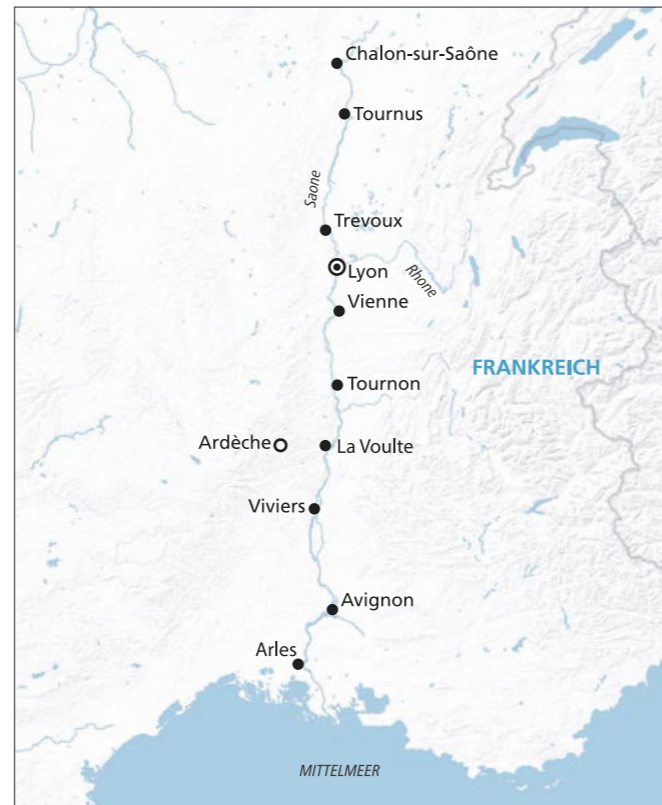 Chalon-sur-Saône
Tournus
Saone
Trevoux
Lyon
Rhone
Vienne
FRANKREICH
Tournon
Ardèche
La Voulte
Viviers
Avignon
Arles
MITTELMEER